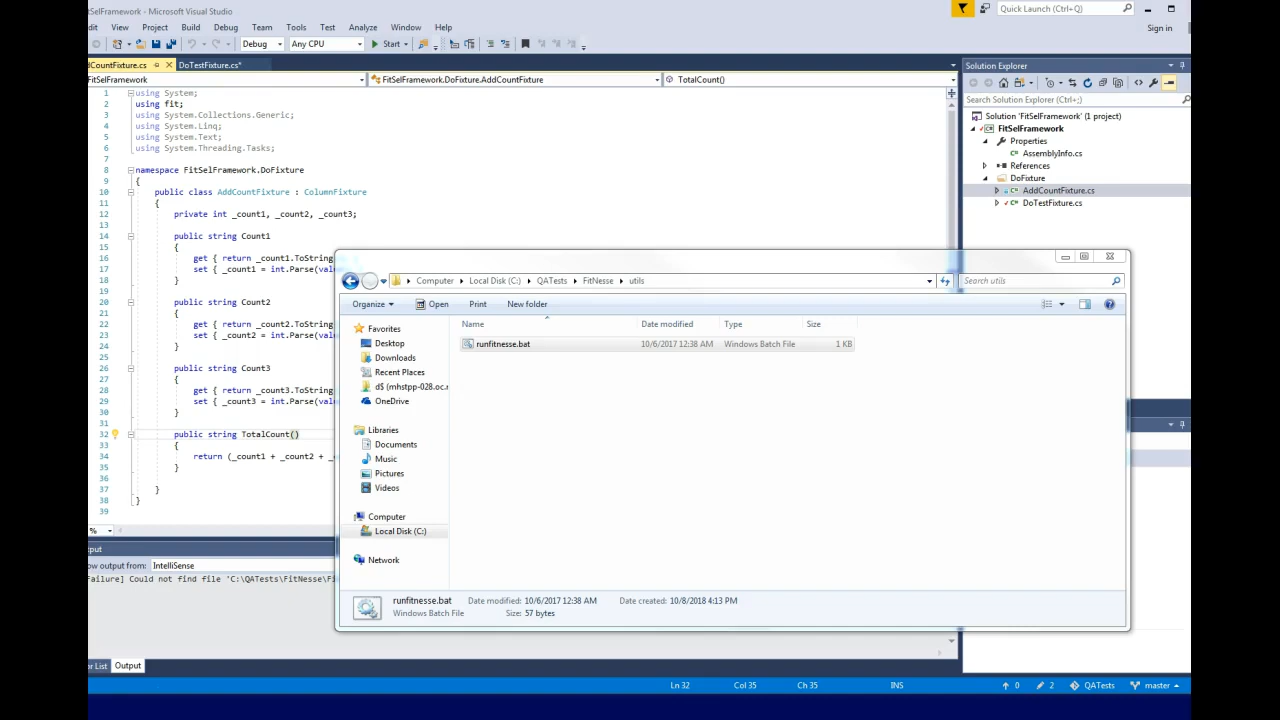 FitSelFramework - Microsoft Visual Studio
Quick Launch (Ctrl+;)
View Project Build Debug Team Tools Test Analyze Window Help
Sign in
Debug Any CPU Start
DoTestFixture.cs*
FitSelFramework FitSelFramework.DoFixture.AddCountFixture TotalCount()
1 using System;
2 using fit;
3 using System.Collections.Generic;
4 using System.Linq;
5 using System.Text;
6 using System.Threading.Tasks;
7
8 namespace FitSelFramework.DoFixture
9 {
10 public class AddCountFixture : ColumnFixture
11 {
12 private int _count1, _count2, _count3;
13
14 public string Count1
15 {
16 get { return _count1.ToString
17 set { _count1 = int.Parse(val
18 }
19
20 public string Count2
21 {
22 get { return _count2.ToString
23 set { _count2 = int.Parse(val
24 }
25
26 public string Count3
27 {
28 get { return _count3.ToString
29 set { _count3 = int.Parse(val
30 }
31
32 public string TotalCount()
33 {
34 return (_count1 + _count2 + _
35 }
36
37 }
38 }
39
%
Output from: IntelliSense
Failure] Could not find file 'C:\QATests\FitNesse\Fi
List Output
Ln 32 Col 35 Ch 35 INS 0 2 QATests master
Solution Explorer
Search Solution Explorer (Ctrl+;)
Solution 'FitSelFramework' (1 project)
FitSelFramework
Properties
AssemblyInfo.cs
References
DoFixture
AddCountFixture.cs
DoTestFixture.cs
Computer Local Disk (C:) QATests FitNesse utils
Search utils
Organize Open Print New folder
Name Date modified Type Size
runfitnesse.bat 10/6/2017 12:38 AM Windows Batch File 1 KB
Favorites
Desktop
Downloads
Recent Places
d$ (mhstpp-028.oc.r
OneDrive
Libraries
Documents
Music
Pictures
Videos
Computer
Local Disk (C:)
Network
runfitnesse.bat Date modified: 10/6/2017 12:38 AM Date created: 10/8/2018 4:13 PM
Windows Batch File Size: 57 bytes